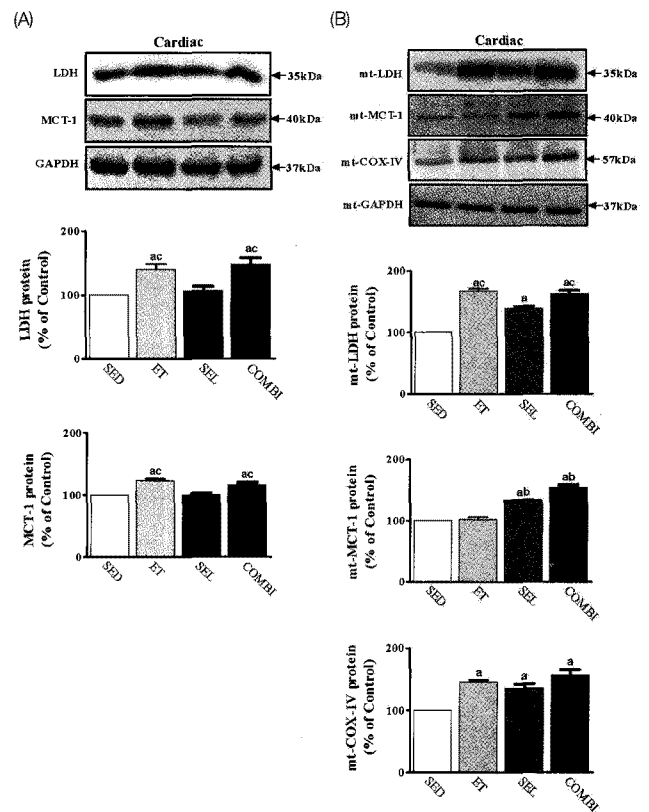 (A)
Cardiac
LDH
35kDa
MCT-1
40kDa
GAPDH
37kDa
LDH protein
(% of Control)
200
100
0
ac
ac
SED
ET
SEL
COMBI
MCT-1 protein
(% of Control)
200
100
0
ac
ac
SED
ET
SEL
COMBI
(B)
Cardiac
mt-LDH
35kDa
mt-MCT-1
40kDa
mt-COX-IV
57kDa
mt-GAPDH
37kDa
mt-LDH protein
(% of Control)
200
100
0
ac
a
ac
SED
ET
SEL
COMBI
mt-MCT-1 protein
(% of Control)
200
100
0
ab
ab
SED
ET
SEL
COMBI
mt-COX-IV protein
(% of Control)
200
100
0
a
a
a
SED
ET
SEL
COMBI